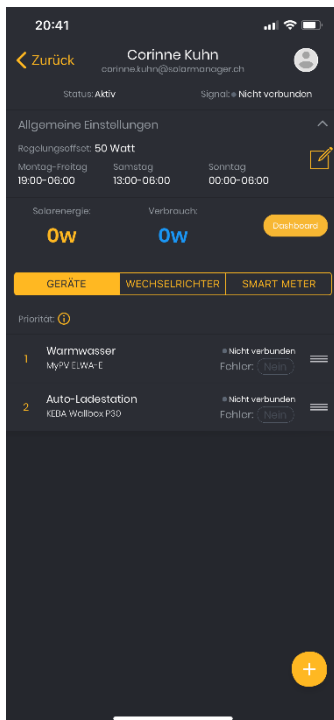 20:41
Zurück
Corinne Kuhn
corinne.kuhn@solarmanager.ch
Status: Aktiv
Signal: Nicht verbunden
Allgemeine Einstellungen
Regelungsoffset: 50 Watt
Montag-Freitag Samstag Sonntag
19:00-06:00 13:00-06:00 00:00-06:00
Solarenergie: Verbrauch:
0W 0W
Dashboard
GERÄTE WECHSELRICHTER SMART METER
Priorität:
1 Warmwasser Nicht verbunden
MyPV ELWA-E Fehler: Nein
2 Auto-Ladestation Nicht verbunden
KEBA Wallbox P30 Fehler: Nein